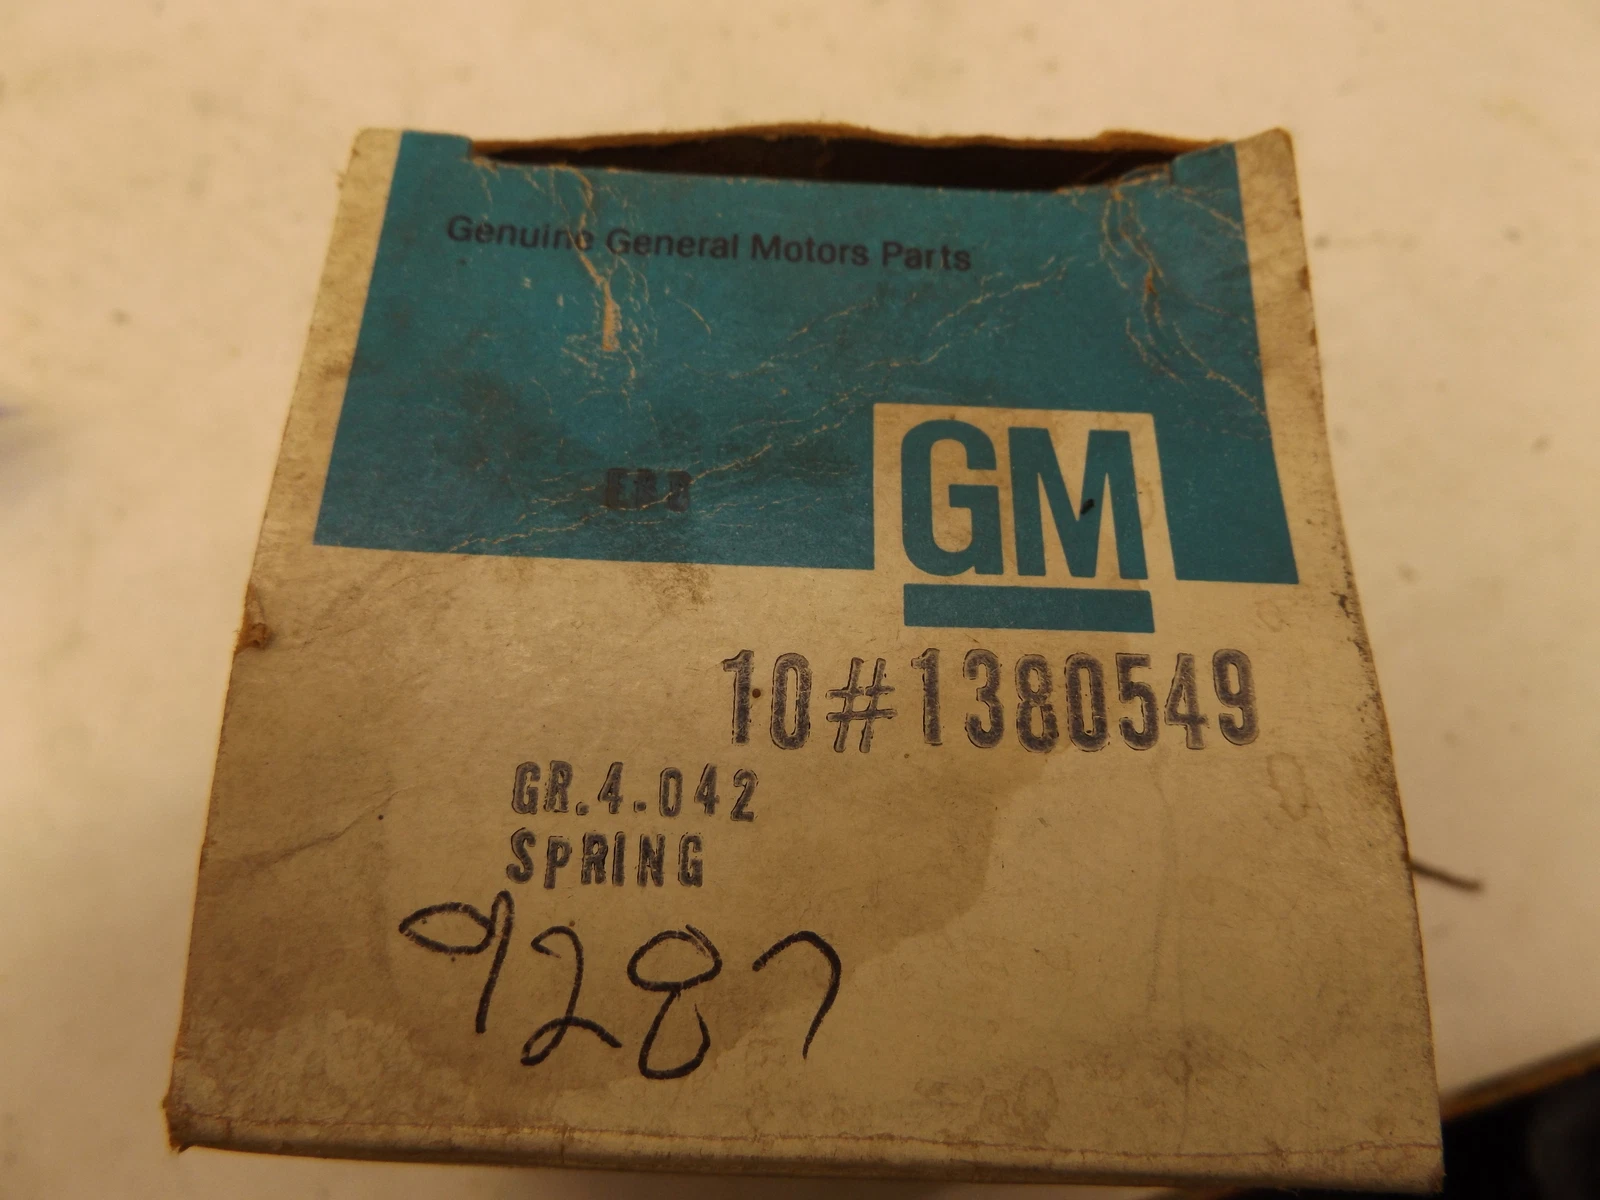 Genuine General Motors Parts
GM
10#1380549
GR.4.042
SPRING
9287